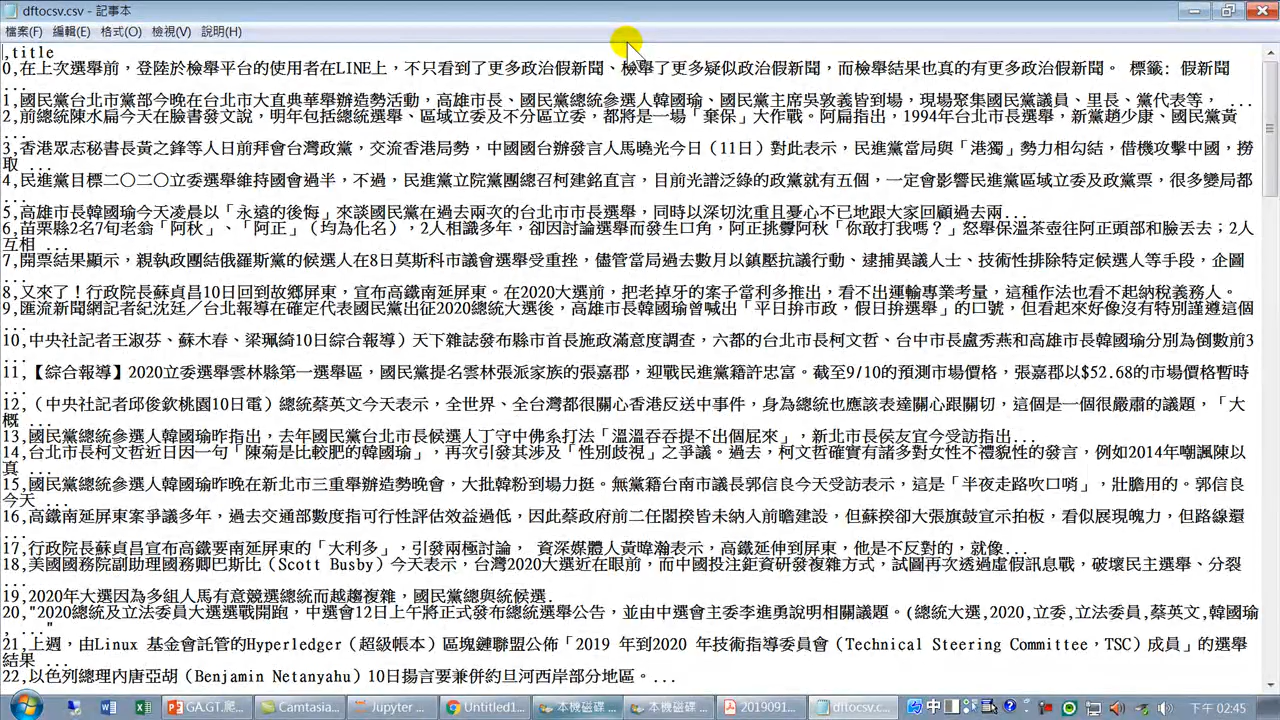 dftocsv.csv - 記事本
檔案(F) 編輯(E) 格式(O) 檢視(V) 說明(H)
,title
0,在上次選舉前，登陸於檢舉平台的使用者在LINE上，不只看到了更多政治假新聞、檢舉了更多疑似政治假新聞，而檢舉結果也真的有更多政治假新聞。 標籤: 假新聞
...
1,國民黨台北市黨部今晚在台北市大直典華舉辦造勢活動，高雄市長、國民黨總統參選人韓國瑜、國民黨主席吳敦義皆到場，現場聚集國民黨議員、里長、黨代表等， ...
2,前總統陳水扁今天在臉書發文說，明年包括總統選舉、區域立委及不分區立委，都將是一場「棄保」大作戰。阿扁指出，1994年台北市長選舉，新黨趙少康、國民黨黃
...
3,香港眾志秘書長黃之鋒等人日前拜會台灣政黨，交流香港局勢，中國國台辦發言人馬曉光今日（11日）對此表示，民進黨當局與「港獨」勢力相勾結，借機攻擊中國，撈
取 ...
4,民進黨目標二〇二〇立委選舉維持國會過半，不過，民進黨立院黨團總召柯建銘直言，目前光譜泛綠的政黨就有五個，一定會影響民進黨區域立委及政黨票，很多變局都
...
5,高雄市長韓國瑜今天凌晨以「永遠的後悔」來談國民黨在過去兩次的台北市市長選舉，同時以深切沈重且憂心不已地跟大家回顧過去兩...
6,苗栗縣2名7旬老翁「阿秋」、「阿正」（均為化名），2人相識多年，卻因討論選舉而發生口角，阿正挑釁阿秋「你敢打我嗎？」怒舉保溫茶壺往阿正頭部和臉丟去；2人
互相 ...
7,開票結果顯示，親執政團結俄羅斯黨的候選人在8日莫斯科市議會選舉受重挫，儘管當局過去數月以鎮壓抗議行動、逮捕異議人士、技術性排除特定候選人等手段，企圖
...
8,又來了！行政院長蘇貞昌10日回到故鄉屏東，宣布高鐵南延屏東。在2020大選前，把老掉牙的案子當利多推出，看不出運輸專業考量，這種作法也看不起納稅義務人。
9,匯流新聞網記者紀沈廷／台北報導在確定代表國民黨出征2020總統大選後，高雄市長韓國瑜曾喊出「平日拚市政，假日拚選舉」的口號，但看起來好像沒有特別謹遵這個
...
10,中央社記者王淑芬、蘇木春、梁珮綺10日綜合報導）天下雜誌發布縣市首長施政滿意度調查，六都的台北市長柯文哲、台中市長盧秀燕和高雄市長韓國瑜分別為倒數前3
...
11,【綜合報導】2020立委選舉雲林縣第一選舉區，國民黨提名雲林張派家族的張嘉郡，迎戰民進黨籍許忠富。截至9/10的預測市場價格，張嘉郡以$52.68的市場價格暫時
...
12,（中央社記者邱俊欽桃園10日電）總統蔡英文今天表示，全世界、全台灣都很關心香港反送中事件，身為總統也應該表達關心跟關切，這個是一個很嚴肅的議題，「大
概 ...
13,國民黨總統參選人韓國瑜昨指出，去年國民黨台北市長候選人丁守中佛系打法「溫溫吞吞提不出個屁來」，新北市長侯友宜今受訪指出...
14,台北市長柯文哲近日因一句「陳菊是比較肥的韓國瑜」，再次引發其涉及「性別歧視」之爭議。過去，柯文哲確實有諸多對女性不禮貌性的發言，例如2014年嘲諷陳以
真 ...
15,國民黨總統參選人韓國瑜昨晚在新北市三重舉辦造勢晚會，大批韓粉到場力挺。無黨籍台南市議長郭信良今天受訪表示，這是「半夜走路吹口哨」，壯膽用的。郭信良
今天 ...
16,高鐵南延屏東案爭議多年，過去交通部數度指可行性評估效益過低，因此蔡政府前二任閣揆皆未納入前瞻建設，但蘇揆卻大張旗鼓宣示拍板，看似展現魄力，但路線還
...
17,行政院長蘇貞昌宣布高鐵要南延屏東的「大利多」，引發兩極討論， 資深媒體人黃暐瀚表示，高鐵延伸到屏東，他是不反對的，就像...
18,美國國務院副助理國務卿巴斯比（Scott Busby）今天表示，台灣2020大選近在眼前，而中國投注鉅資研發複雜方式，試圖再次透過虛假訊息戰，破壞民主選舉、分裂
...
19,2020年大選因為多組人馬有意競選總統而越趨複雜，國民黨總與統候選.
20,"2020總統及立法委員大選選戰開跑，中選會12日上午將正式發布總統選舉公告，並由中選會主委李進勇說明相關議題。(總統大選,2020,立委,立法委員,蔡英文,韓國瑜
, ..."
21,上週，由Linux 基金會託管的Hyperledger（超級帳本）區塊鏈聯盟公佈「2019 年到2020 年技術指導委員會（Technical Steering Committee，TSC）成員」的選舉
結果 ...
22,以色列總理內唐亞胡（Benjamin Netanyahu）10日揚言要兼併約旦河西岸部分地區。...
GA.GT.爬... Camtasia... Jupyter ... Untitled1... 本機磁碟 ... 本機磁碟 ... 2019091... dftocsv.c... 中 下午 02:45